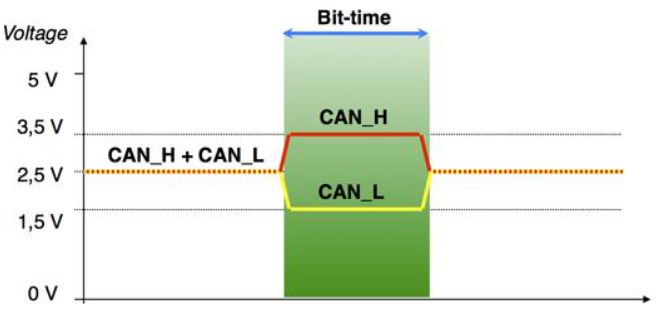 Bit-time
Voltage
5 V
CAN_H
3,5 V
CAN_H + CAN_L
2,5 V
CAN_L
1,5 V
0 V